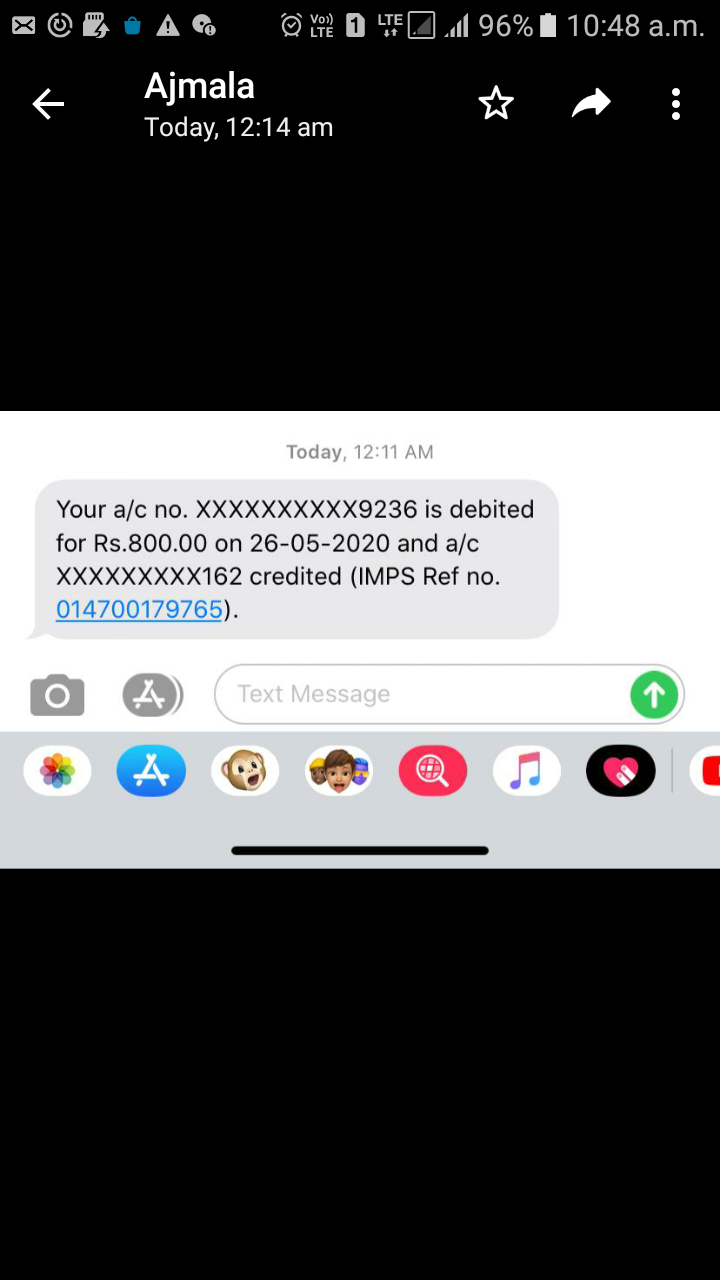 Vo)) LTE 1 LTE 96% 10:48 a.m.
Ajmala
Today, 12:14 am
Today, 12:11 AM
Your a/c no. XXXXXXXXXX9236 is debited
for Rs.800.00 on 26-05-2020 and a/c
XXXXXXXXX162 credited (IMPS Ref no.
014700179765).
Text Message